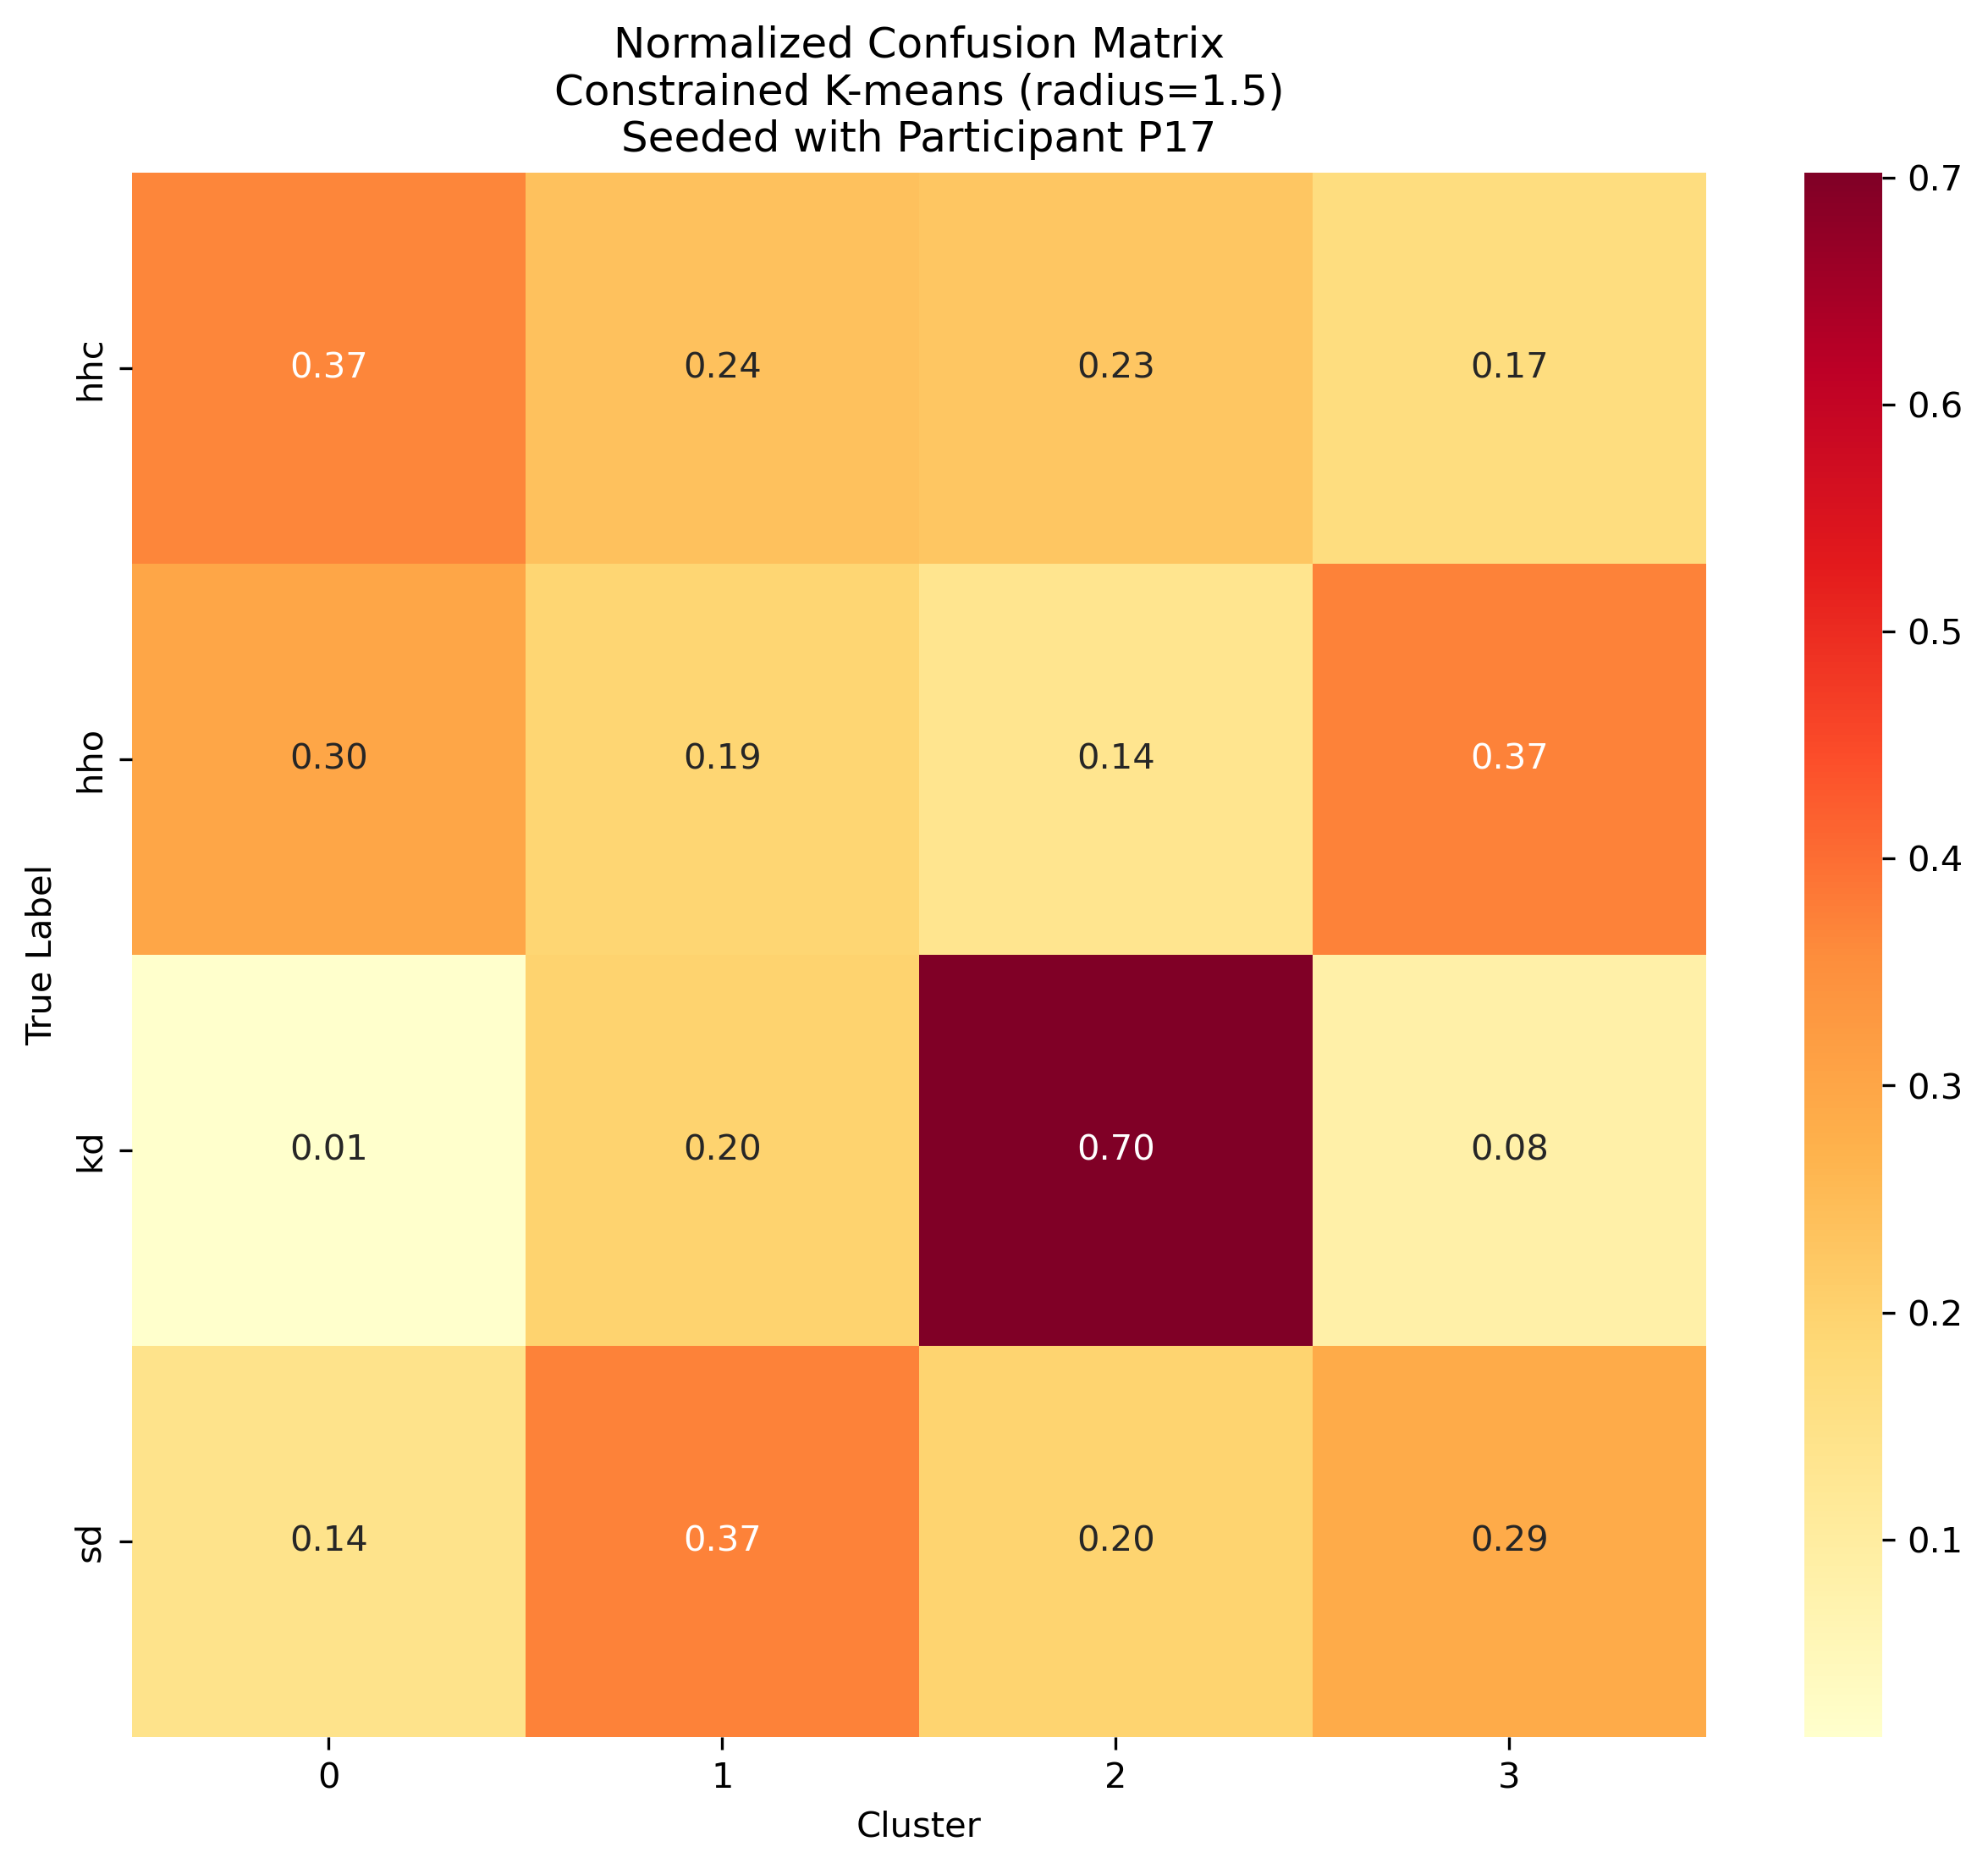 Normalized Confusion Matrix
Constrained K-means (radius=1.5)
Seeded with Participant P17
True Label
hhc
0.37 0.24 0.23 0.17
hho
0.30 0.19 0.14 0.37
kd
0.01 0.20 0.70 0.08
sd
0.14 0.37 0.20 0.29
0 1 2 3
Cluster
0.7
0.6
0.5
0.4
0.3
0.2
0.1